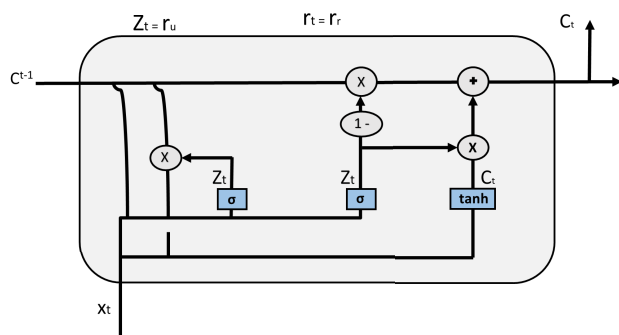 Zt = ru
rt = rr
Ct
Ct-1
X
+
1 -
X
X
Zt
Zt
Ct
σ
σ
tanh
xt